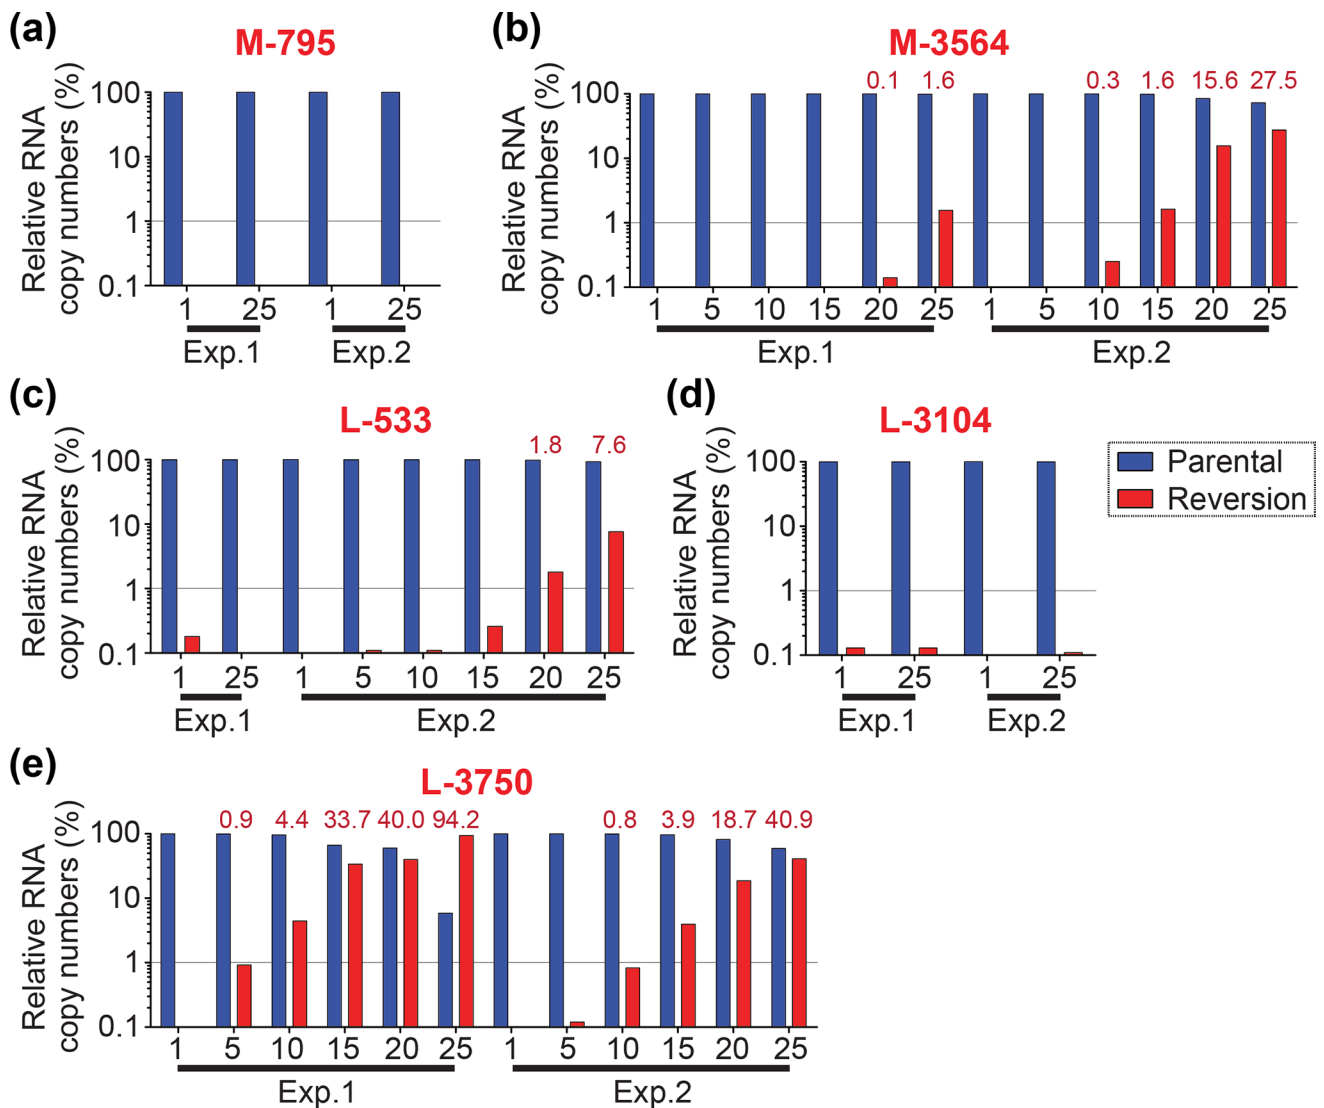 (a)
M-795
Relative RNA
copy numbers (%)
100
10
1
0.1
1 25 1 25
Exp.1 Exp.2
(b)
M-3564
Relative RNA
copy numbers (%)
0.1 1.6 0.3 1.6 15.6 27.5
100
10
1
0.1
1 5 10 15 20 25 1 5 10 15 20 25
Exp.1 Exp.2
(c)
L-533
Relative RNA
copy numbers (%)
1.8 7.6
100
10
1
0.1
1 25 1 5 10 15 20 25
Exp.1 Exp.2
(d)
L-3104
Relative RNA
copy numbers (%)
100
10
1
0.1
1 25 1 25
Exp.1 Exp.2
Parental
Reversion
(e)
L-3750
Relative RNA
copy numbers (%)
0.9 4.4 33.7 40.0 94.2 0.8 3.9 18.7 40.9
100
10
1
0.1
1 5 10 15 20 25 1 5 10 15 20 25
Exp.1 Exp.2